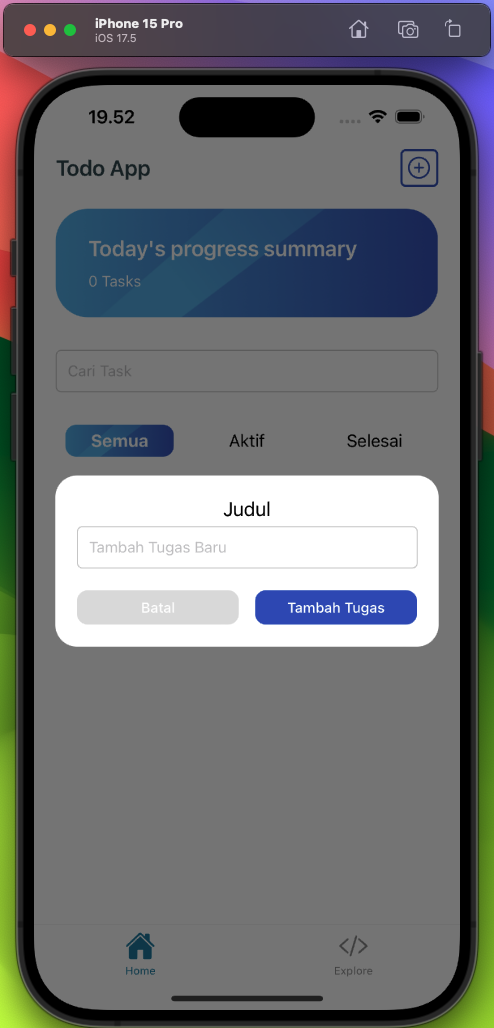 iPhone 15 Pro
iOS 17.5
19.52
Todo App
Today's progress summary
0 Tasks
Cari Task
Semua
Aktif
Selesai
Judul
Tambah Tugas Baru
Batal
Tambah Tugas
Home
Explore